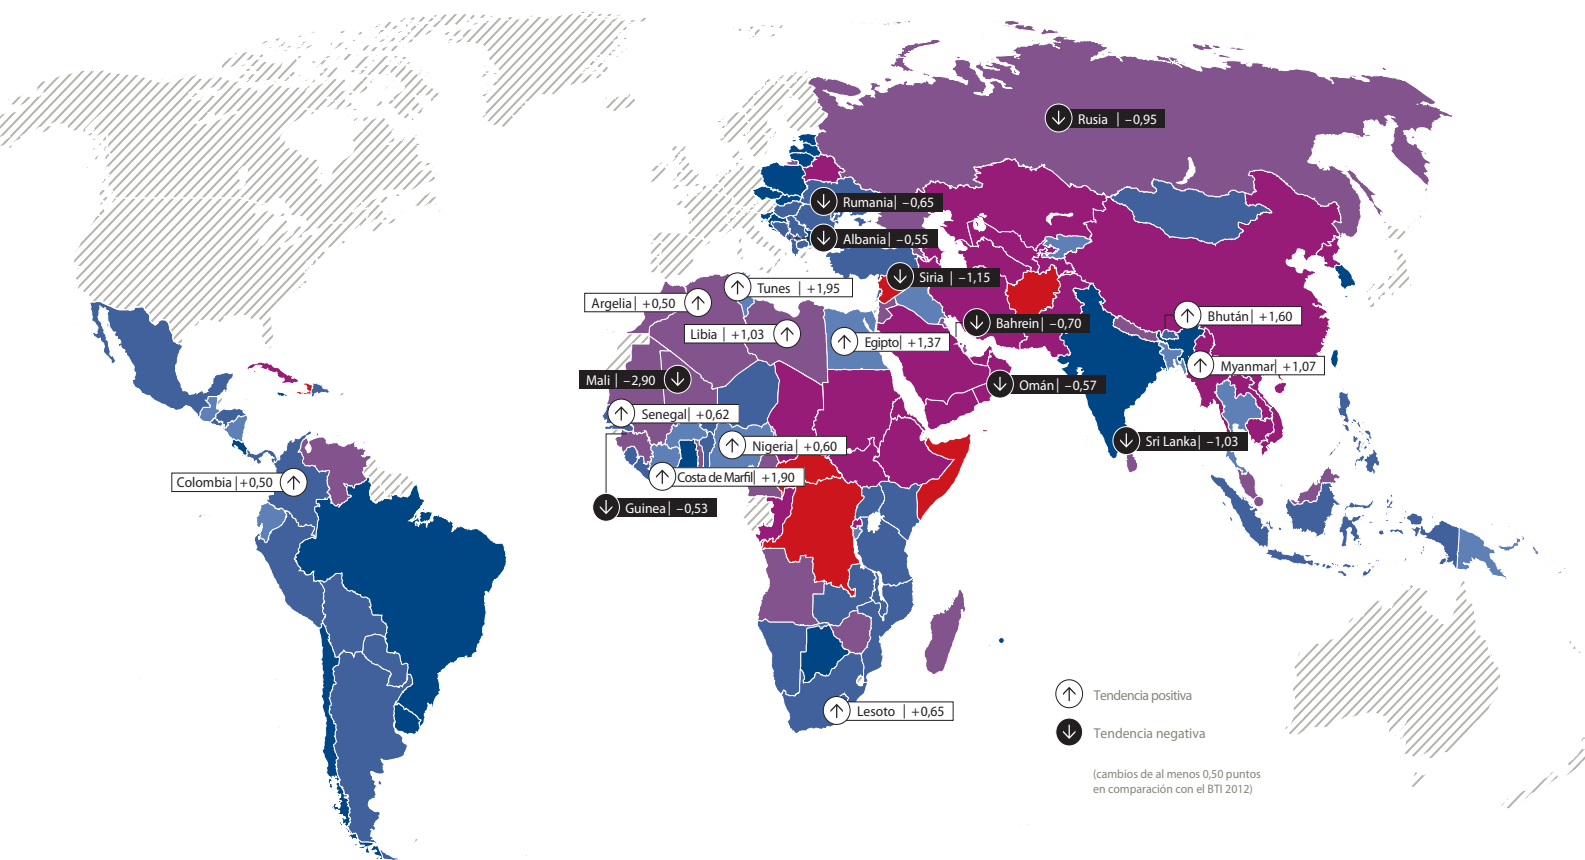 Rusia | −0,95
Rumania | −0,65
Albania | −0,55
Siria | −1,15
Tunes | +1,95
Argelia | +0,50
Libia | +1,03
Bahrein | −0,70
Egipto | +1,37
Bhután | +1,60
Myanmar | +1,07
Mali | −2,90
Omán | −0,57
Senegal | +0,62
Nigeria | +0,60
Sri Lanka | −1,03
Costa de Marfil | +1,90
Colombia | +0,50
Guinea | −0,53
Lesoto | +0,65
Tendencia positiva
Tendencia negativa
(cambios de al menos 0,50 puntos
en comparación con el BTI 2012)